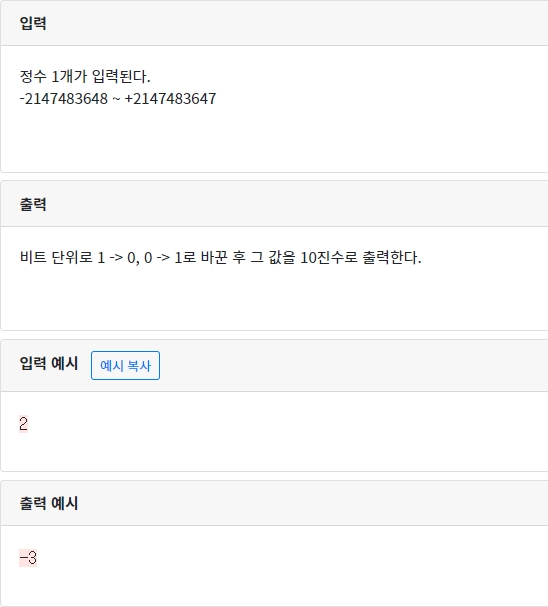 입력
정수 1개가 입력된다.
-2147483648 ~ +2147483647
출력
비트 단위로 1 -> 0, 0 -> 1로 바꾼 후 그 값을 10진수로 출력한다.
입력 예시 예시 복사
2
출력 예시
-3